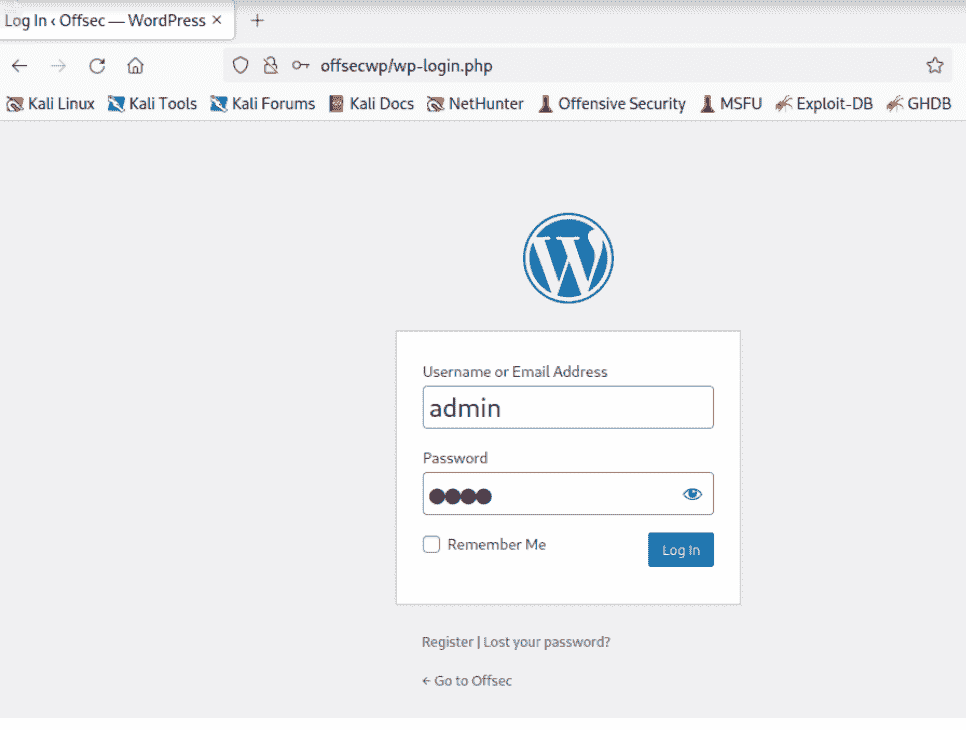 Log In ‹ Offsec — WordPress
offsecwp/wp-login.php
Kali Linux Kali Tools Kali Forums Kali Docs NetHunter Offensive Security MSFU Exploit-DB GHDB
Username or Email Address
admin
Password
Remember Me
Log In
Register | Lost your password?
← Go to Offsec